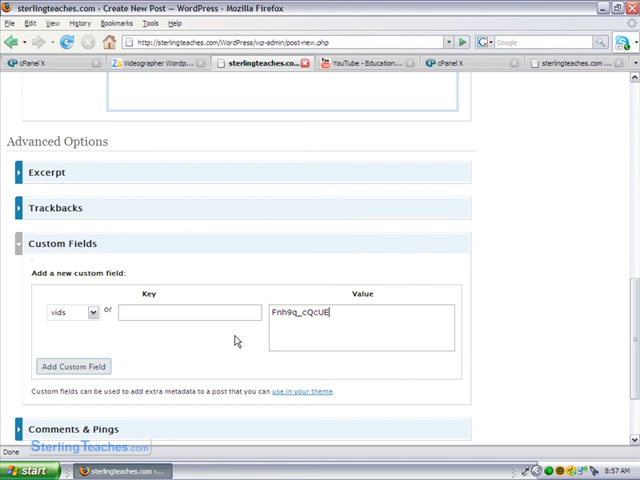 sterlingteaches.com › Create New Post — WordPress - Mozilla Firefox
File Edit View History Bookmarks Tools Help
http://sterlingteaches.com/WordPress/wp-admin/post-new.php
Google
cPanel X
Videographer Wordp...
sterlingteaches.co...
YouTube - Education...
cPanel X
sterlingteaches.com ...
Advanced Options
Excerpt
Trackbacks
Custom Fields
Add a new custom field:
Key Value
vids or Fnh9q_cQcUE
Add Custom Field
Custom fields can be used to add extra metadata to a post that you can use in your theme.
Comments & Pings
Done
SterlingTeaches.com
start sterlingteaches.com ›... 8:57 AM